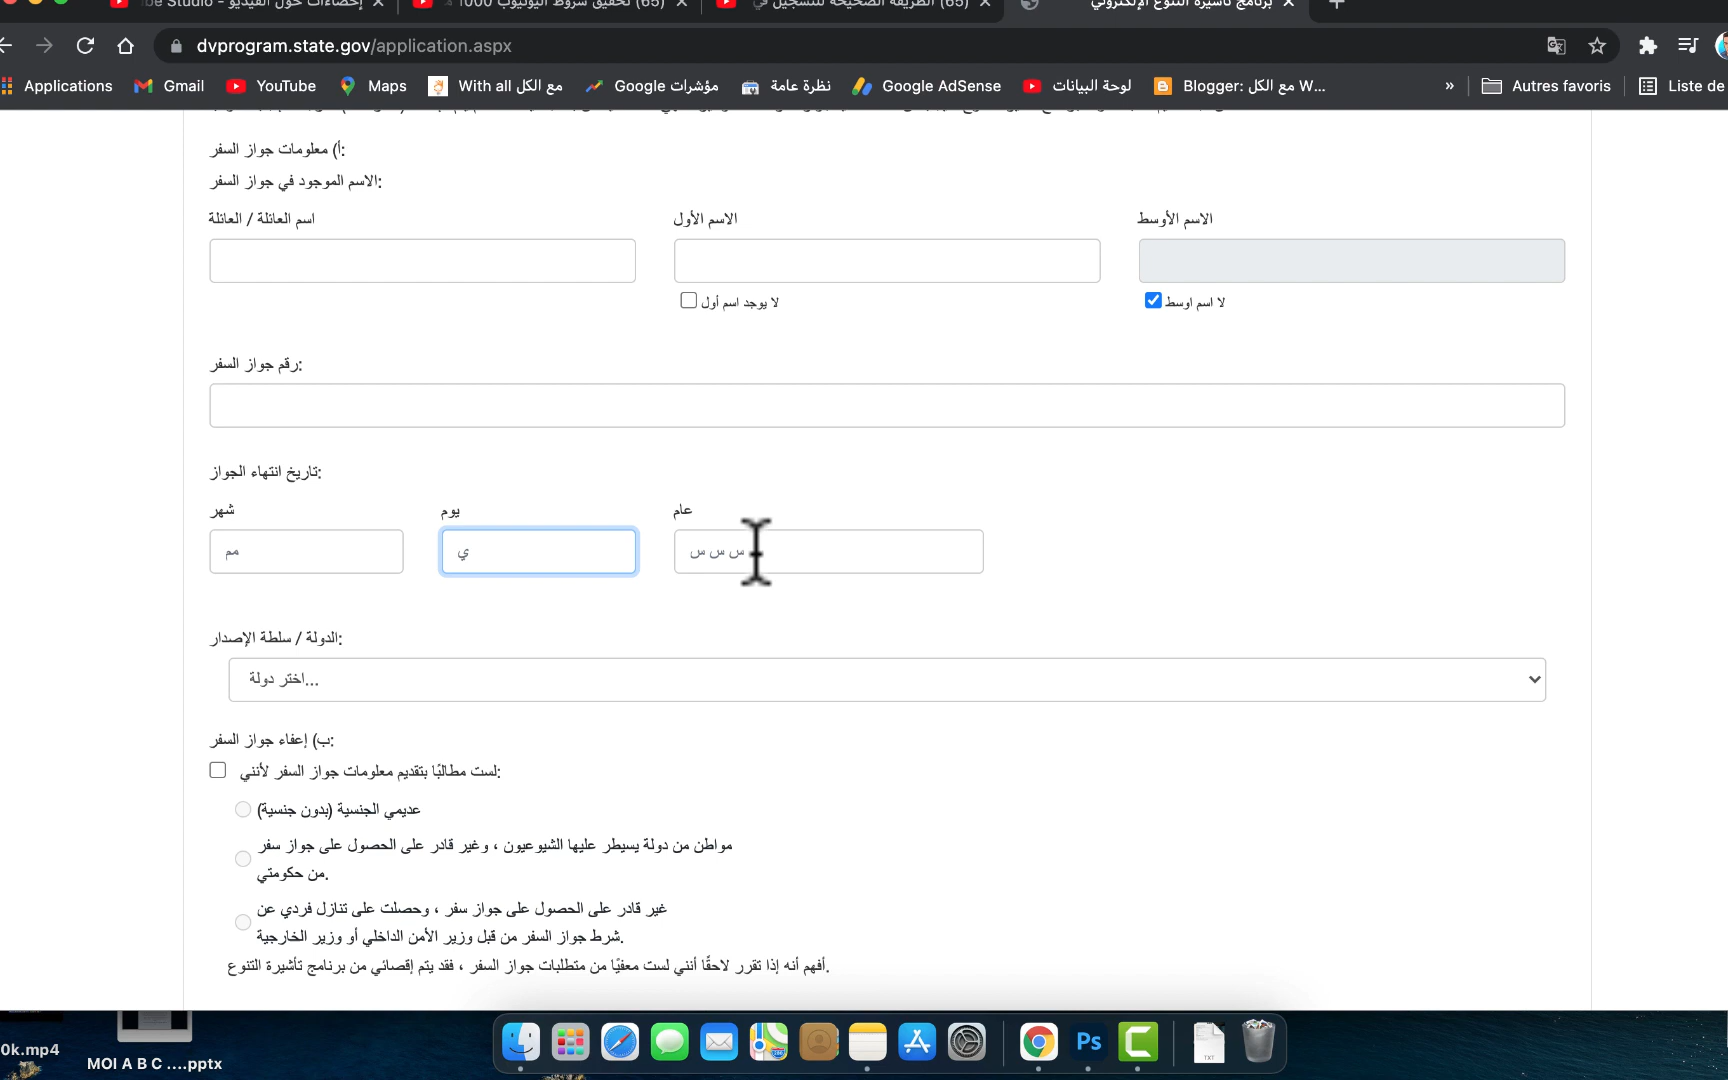 إحصاءات حول الفيديو - be Studio
(65) تحقيق شروط اليوتيوب 1000
(65) الطريقة الصحيحة للتسجيل في
برنامج تأشيرة التنوع الإلكتروني
dvprogram.state.gov/application.aspx
Applications Gmail YouTube Maps With all مع الكل Google مؤشرات نظرة عامة Google AdSense لوحة البيانات Blogger: مع الكل W... » Autres favoris Liste de
أ) معلومات جواز السفر:
الاسم الموجود في جواز السفر:
اسم العائلة / العائلة
الاسم الأول
الاسم الأوسط
لا يوجد اسم أول
لا اسم اوسط
رقم جواز السفر:
تاريخ انتهاء الجواز:
شهر
يوم
عام
مم
ي
س س س
الدولة / سلطة الإصدار:
اختر دولة...
ب) إعفاء جواز السفر:
لست مطالبًا بتقديم معلومات جواز السفر لأنني:
عديمي الجنسية (بدون جنسية)
مواطن من دولة يسيطر عليها الشيوعيون ، وغير قادر على الحصول على جواز سفر
من حكومتي.
غير قادر على الحصول على جواز سفر ، وحصلت على تنازل فردي عن
شرط جواز السفر من قبل وزير الأمن الداخلي أو وزير الخارجية.
أفهم أنه إذا تقرر لاحقًا أنني لست معفيًا من متطلبات جواز السفر ، فقد يتم إقصائي من برنامج تأشيرة التنوع.
0k.mp4
MOI A B C ....pptx
Ps
TXT